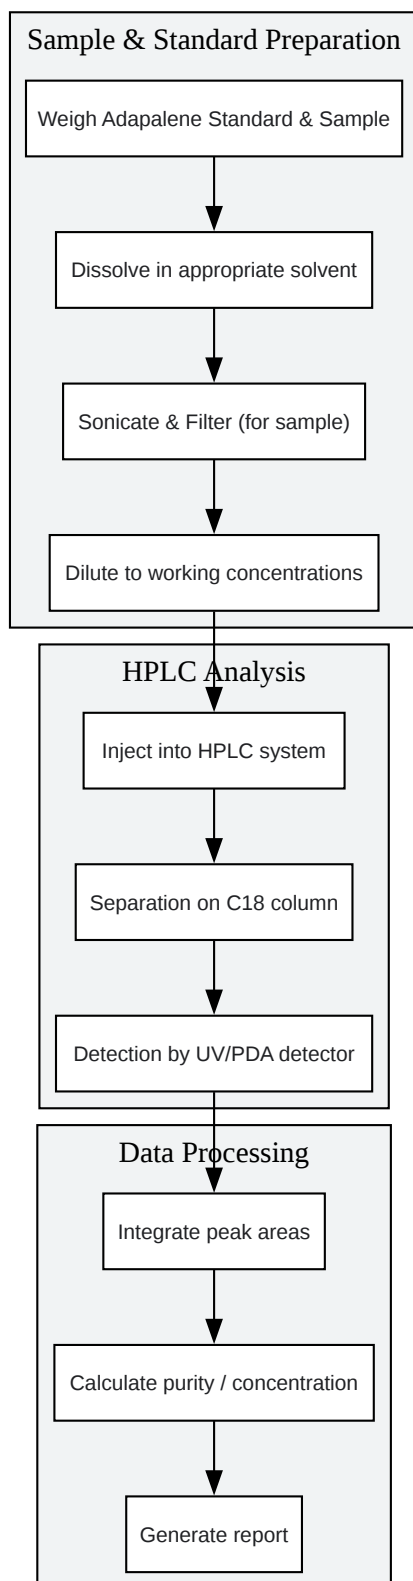 Sample & Standard Preparation
Weigh Adapalene Standard & Sample
Dissolve in appropriate solvent
Sonicate & Filter (for sample)
Dilute to working concentrations
HPLC Analysis
Inject into HPLC system
Separation on C18 column
Detection by UV/PDA detector
Data Processing
Integrate peak areas
Calculate purity / concentration
Generate report